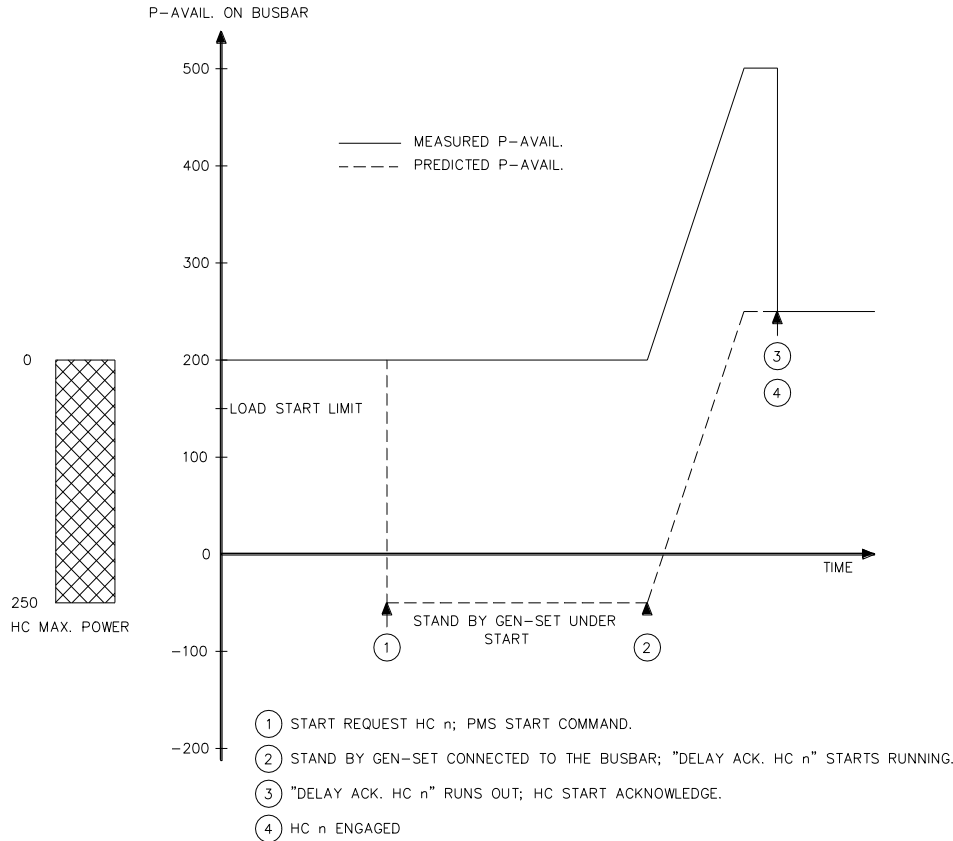 P-AVAIL. ON BUSBAR
500
MEASURED P-AVAIL.
PREDICTED P-AVAIL.
400
300
0
200
3
4
LOAD START LIMIT
100
0
TIME
250
HC MAX. POWER
STAND BY GEN-SET UNDER
START
1
2
-100
-200
1 START REQUEST HC n; PMS START COMMAND.
2 STAND BY GEN-SET CONNECTED TO THE BUSBAR; "DELAY ACK. HC n" STARTS RUNNING.
3 "DELAY ACK. HC n" RUNS OUT; HC START ACKNOWLEDGE.
4 HC n ENGAGED